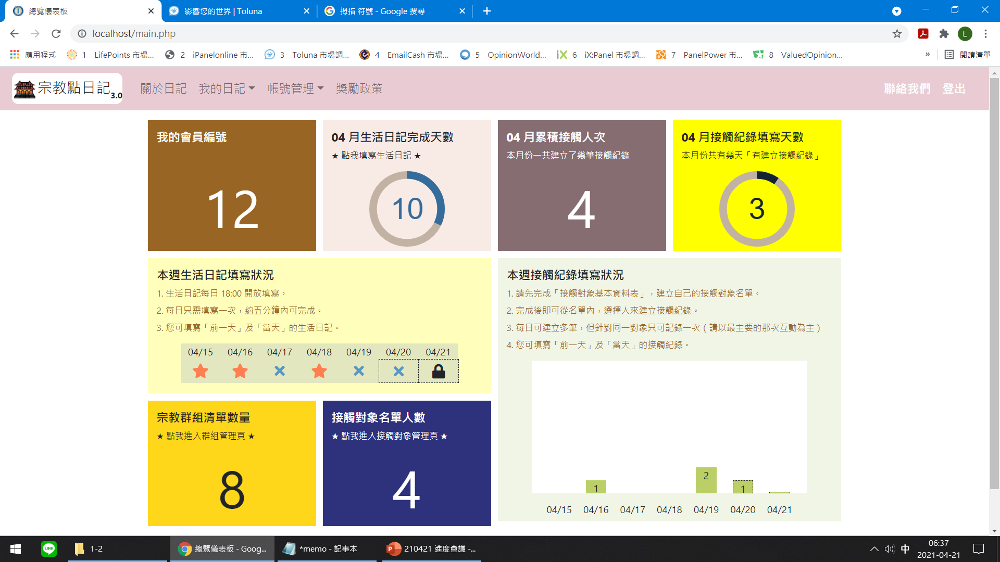 總覽儀表板
影響您的世界 | Toluna
拇指 符號 - Google 搜尋
localhost/main.php
L
應用程式
1 LifePoints 市場...
2 iPanelonline 市...
3 Toluna 市場調...
4 EmailCash 市場...
5 OpinionWorld...
6 iX:Panel 市場調...
7 PanelPower 市...
8 ValuedOpinion...
»
閱讀清單
宗教點日記3.0
關於日記
我的日記
帳號管理
獎勵政策
聯絡我們
登出
我的會員編號
12
04 月生活日記完成天數
★ 點我填寫生活日記 ★
10
04 月累積接觸人次
本月份一共建立了幾筆接觸紀錄
4
04 月接觸紀錄填寫天數
本月份共有幾天「有建立接觸紀錄」
3
本週生活日記填寫狀況
1. 生活日記每日 18:00 開放填寫。
2. 每日只需填寫一次，約五分鐘內可完成。
3. 您可填寫「前一天」及「當天」的生活日記。
04/15 04/16 04/17 04/18 04/19 04/20 04/21
本週接觸紀錄填寫狀況
1. 請先完成「接觸對象基本資料表」，建立自己的接觸對象名單。
2. 完成後即可從名單內，選擇人來建立接觸紀錄。
3. 每日可建立多筆，但針對同一對象只可記錄一次（請以最主要的那次互動為主）
4. 您可填寫「前一天」及「當天」的接觸紀錄。
1 2 1
04/15 04/16 04/17 04/18 04/19 04/20 04/21
宗教群組清單數量
★ 點我進入群組管理頁 ★
8
接觸對象名單人數
★ 點我進入接觸對象管理頁 ★
4
LINE
1-2
總覽儀表板 - Goog...
*memo - 記事本
210421 進度會議 -...
中
06:37
2021-04-21